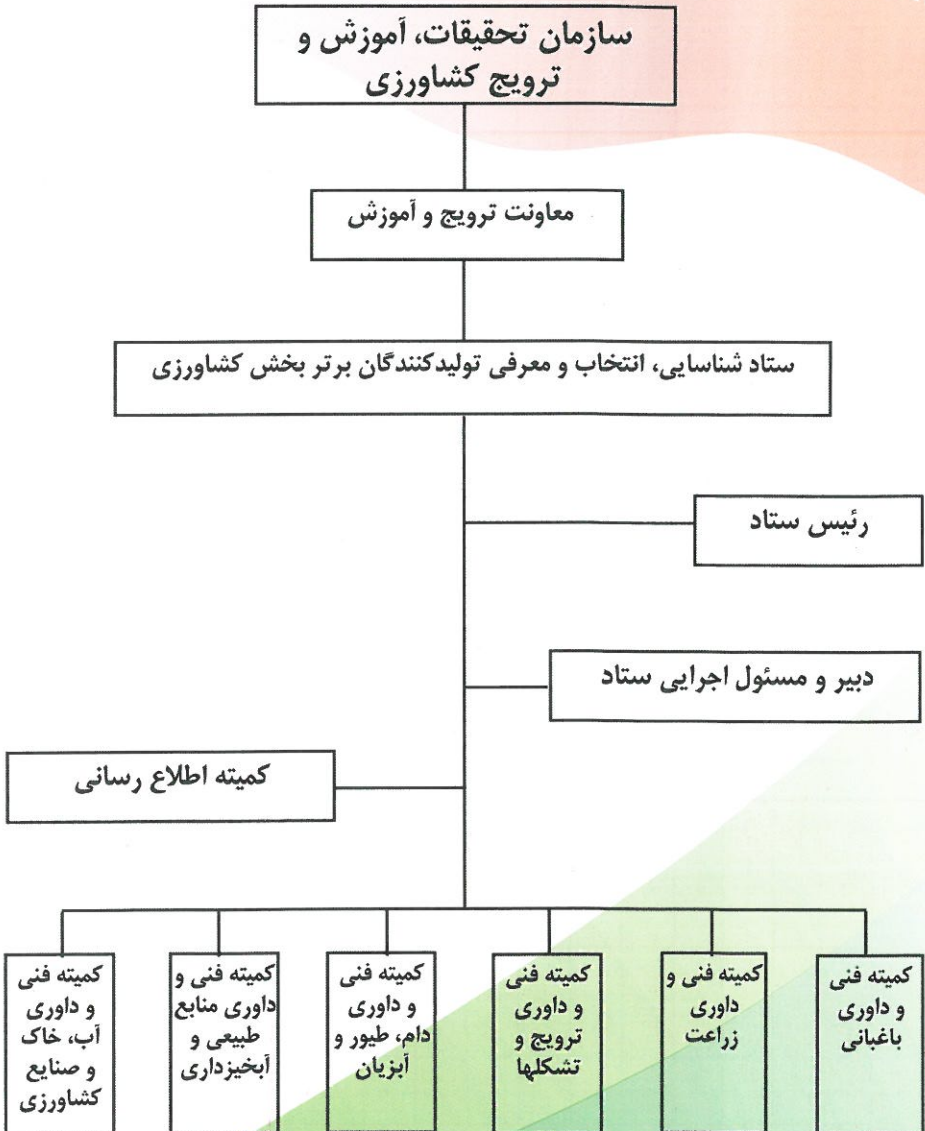 سازمان تحقیقات، آموزش و
ترویج کشاورزی
معاونت ترویج و آموزش
ستاد شناسایی، انتخاب و معرفی تولیدکنندگان برتر بخش کشاورزی
رئیس ستاد
دبیر و مسئول اجرایی ستاد
کمیته اطلاع رسانی
کمیته فنی
و داوری
باغبانی
کمیته فنی و
داوری
زراعت
کمیته فنی
و داوری
ترویج و
تشکلها
کمیته فنی
و داوری
دام، طیور و
آبزیان
کمیته فنی و
داوری منابع
طبیعی و
آبخیزداری
کمیته فنی
و داوری
آب، خاک
و صنایع
کشاورزی